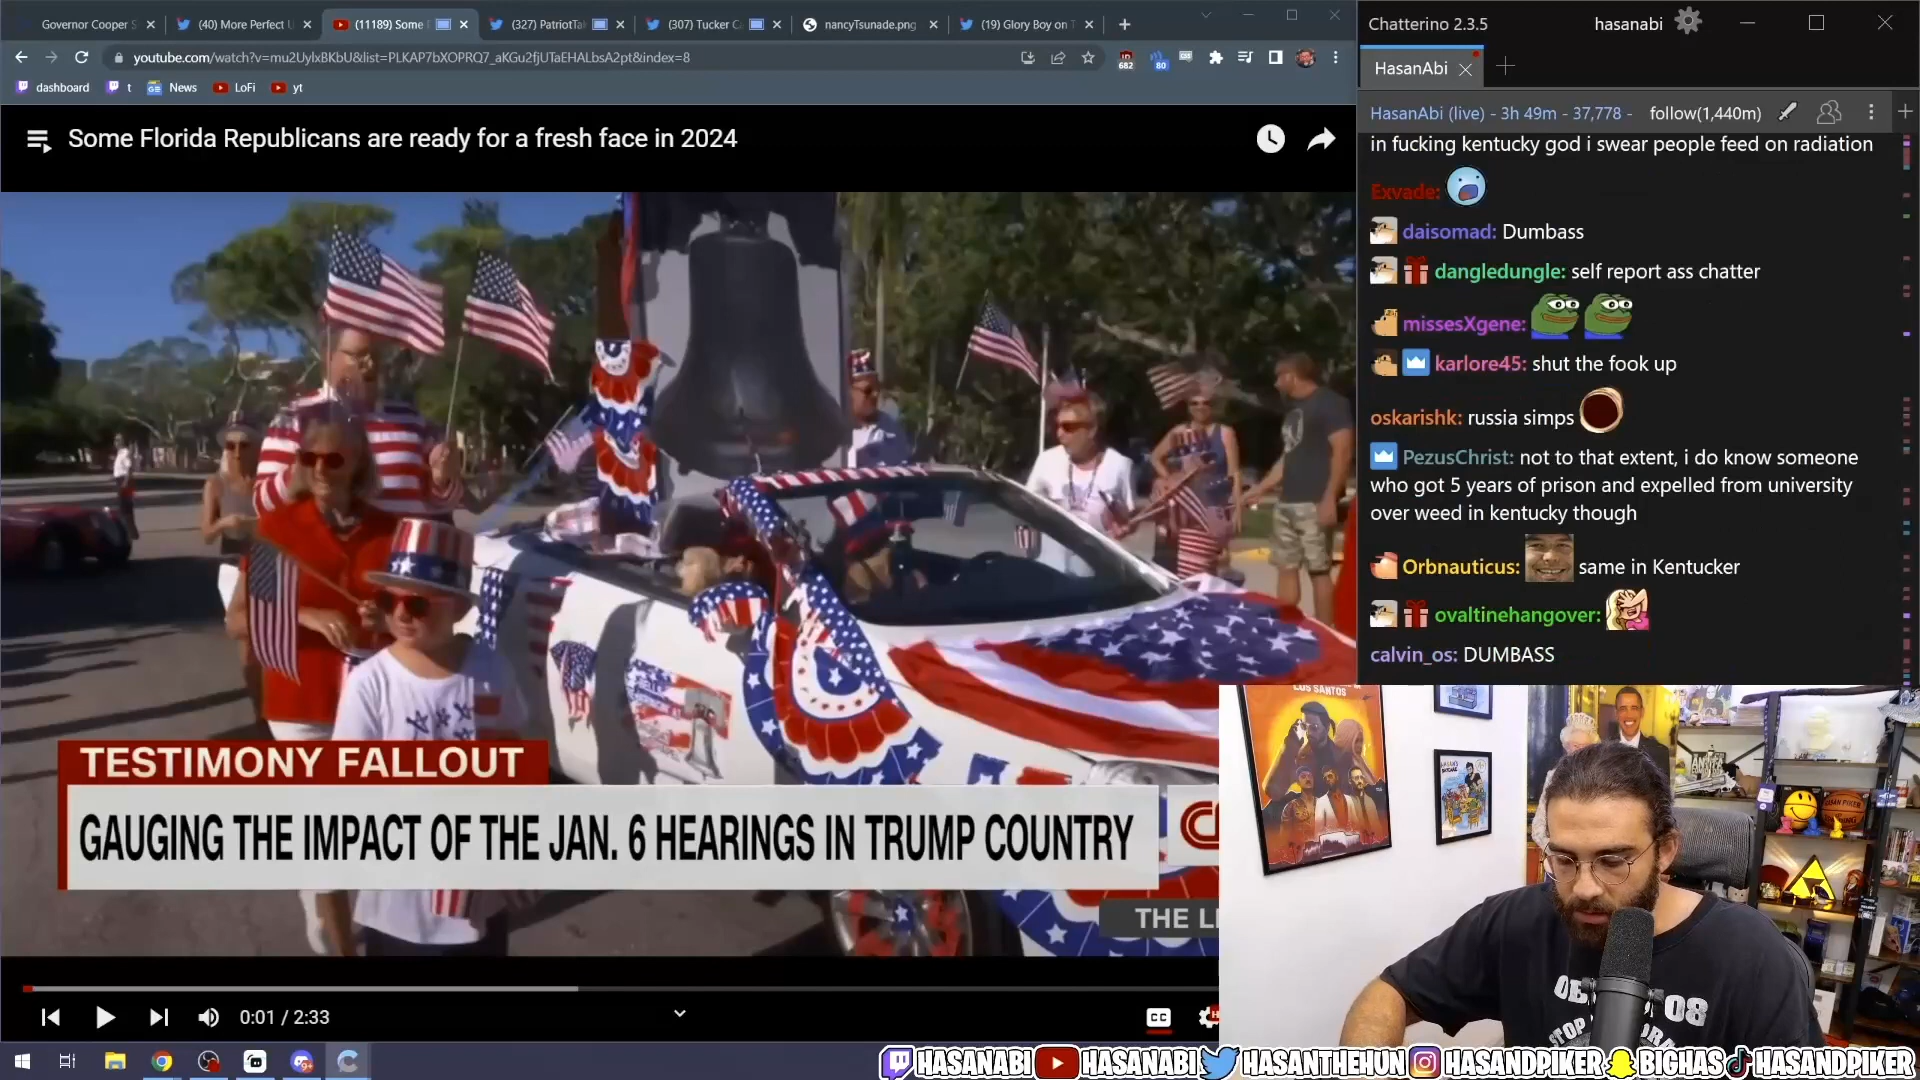 Governor Cooper S
(40) More Perfect U
(11189) Some
(327) PatriotTa
(307) Tucker C
nancyTsunade.png
(19) Glory Boy on T
youtube.com/watch?v=mu2UylxBKbU&list=PLKAP7bXOPRQ7_aKGu2fjUTaEHALbsA2pt&index=8
682
80
dashboard
t
News
LoFi
yt
Some Florida Republicans are ready for a fresh face in 2024
TESTIMONY FALLOUT
GAUGING THE IMPACT OF THE JAN. 6 HEARINGS IN TRUMP COUNTRY
THE
0:01 / 2:33
CC
Chatterino 2.3.5
hasanabi
HasanAbi
HasanAbi (live) - 3h 49m - 37,778 -
follow(1,440m)
in fucking kentucky god i swear people feed on radiation
Exvade:
daisomad: Dumbass
dangledungle: self report ass chatter
missesXgene:
karlore45: shut the fook up
oskarishk: russia simps
PezusChrist: not to that extent, i do know someone
who got 5 years of prison and expelled from university
over weed in kentucky though
Orbnauticus: same in Kentucker
ovaltinehangover:
calvin_os: DUMBASS
LOS SANTOS
HASANABI
HASANABI
HASANTHEHUN
HASANDPIKER
BIGHAS
HASANDPIKER